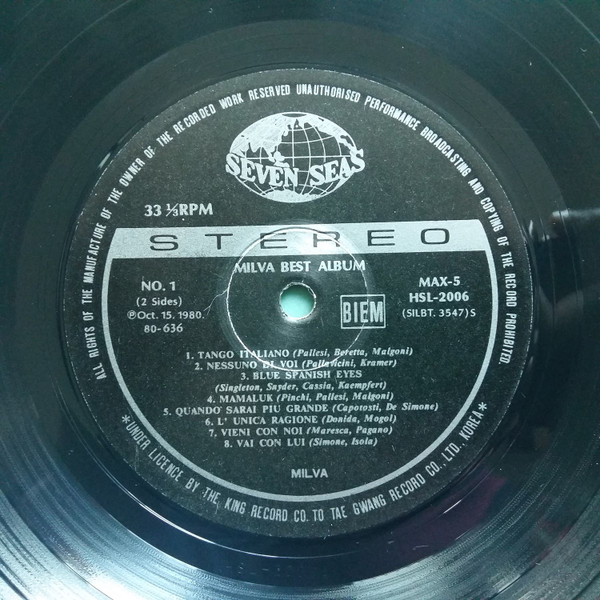 ALL RIGHTS OF THE MANUFACTURE OF THE OWNER OF THE RECORDED WORK RESERVED UNAUTHORISED PERFORMANCE BROADCASTING AND COPYING OF THE RECORD PROHIBITED.
SEVEN SEAS
33 ⅓RPM
STEREO
MILVA BEST ALBUM
NO. 1
(2 Sides)
℗Oct. 15. 1980.
80-636
BIEM
MAX-5
HSL-2006
(SILBT. 3547)S
1. TANGO ITALIANO (Pallesi, Beretta, Malgoni)
2. NESSUNO DI VOI (Pallavicini, Kramer)
3. BLUE SPANISH EYES
(Singleton, Snyder, Cassia, Kaempfert)
4. MAMALUK (Pinchi, Pallesi, Malgoni)
5. QUANDO SARAI PIU GRANDE (Capotosti, De Simone)
6. L' UNICA RAGIONE (Donida, Mogol)
7. VIENI CON NOI (Maresca, Pagano)
8. VAI CON LUI (Simone, Isola)
MILVA
*UNDER LICENCE BY THE KING RECORD CO. TO TAE GWANG RECORD CO., LTD., KOREA*